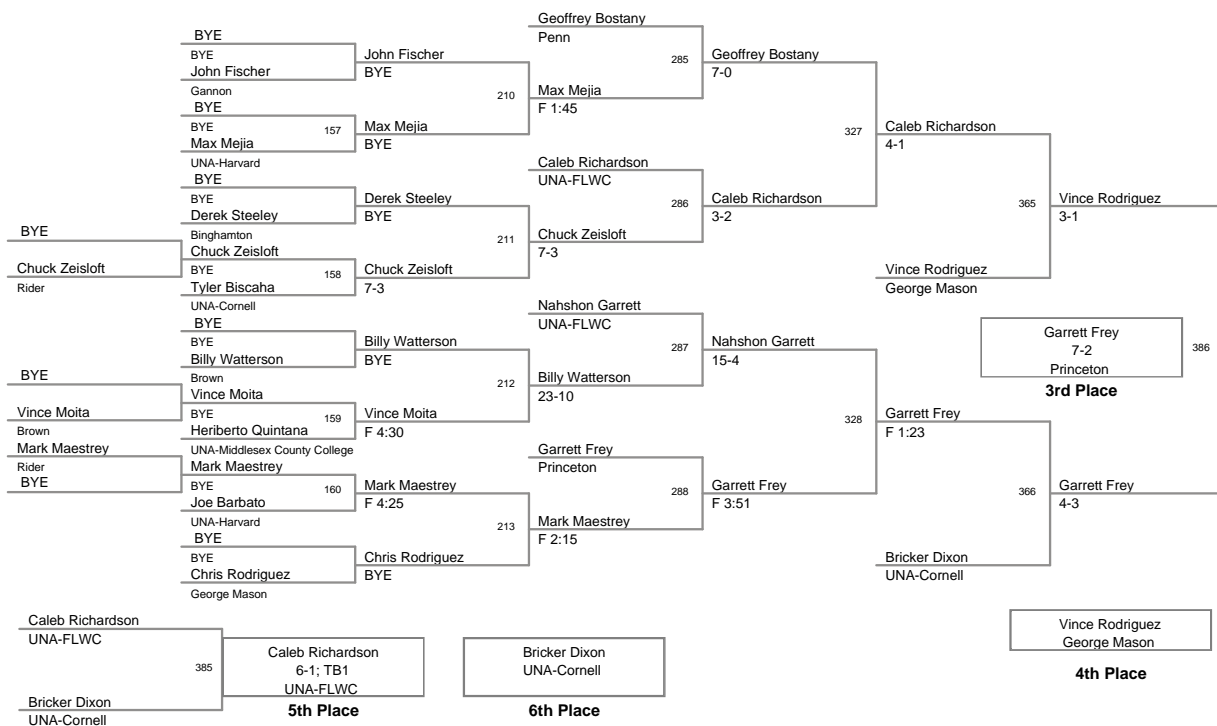 BYE
Chuck Zeisloft
Rider
BYE
Vince Moita
Brown
Mark Maestrey
Rider
BYE
BYE
BYE
John Fischer
Gannon
BYE
BYE
157
Max Mejia
UNA-Harvard
BYE
BYE
Derek Steeley
Binghamton
Chuck Zeisloft
BYE
158
Tyler Biscaha
UNA-Cornell
BYE
BYE
Billy Watterson
Brown
Vince Moita
BYE
159
Heriberto Quintana
UNA-Middlesex County College
Mark Maestrey
BYE
160
Joe Barbato
UNA-Harvard
BYE
BYE
Chris Rodriguez
George Mason
John Fischer
BYE
210
Max Mejia
BYE
Derek Steeley
BYE
211
Chuck Zeisloft
7-3
Billy Watterson
BYE
212
Vince Moita
F 4:30
Mark Maestrey
F 4:25
213
Chris Rodriguez
BYE
Geoffrey Bostany
Penn
285
Max Mejia
F 1:45
Caleb Richardson
UNA-FLWC
286
Chuck Zeisloft
7-3
Nahshon Garrett
UNA-FLWC
287
Billy Watterson
23-10
Garrett Frey
Princeton
288
Mark Maestrey
F 2:15
Geoffrey Bostany
7-0
327
Caleb Richardson
3-2
Nahshon Garrett
15-4
328
Garrett Frey
F 3:51
Caleb Richardson
4-1
365
Vince Rodriguez
George Mason
Garrett Frey
F 1:23
366
Bricker Dixon
UNA-Cornell
Vince Rodriguez
3-1
Garrett Frey
7-2
Princeton
386
3rd Place
Garrett Frey
4-3
Vince Rodriguez
George Mason
4th Place
Caleb Richardson
UNA-FLWC
385
Bricker Dixon
UNA-Cornell
Caleb Richardson
6-1; TB1
UNA-FLWC
5th Place
Bricker Dixon
UNA-Cornell
6th Place